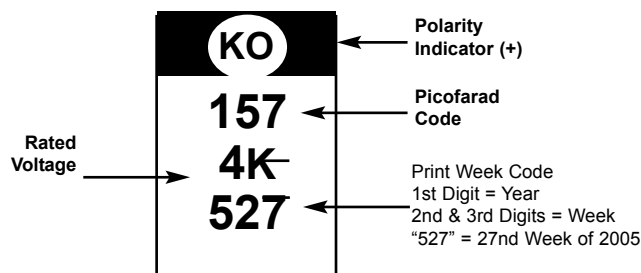 KO
Polarity
Indicator (+)
157
Picofarad
Code
Rated
Voltage
4K
527
Print Week Code
1st Digit = Year
2nd & 3rd Digits = Week
“527” = 27nd Week of 2005